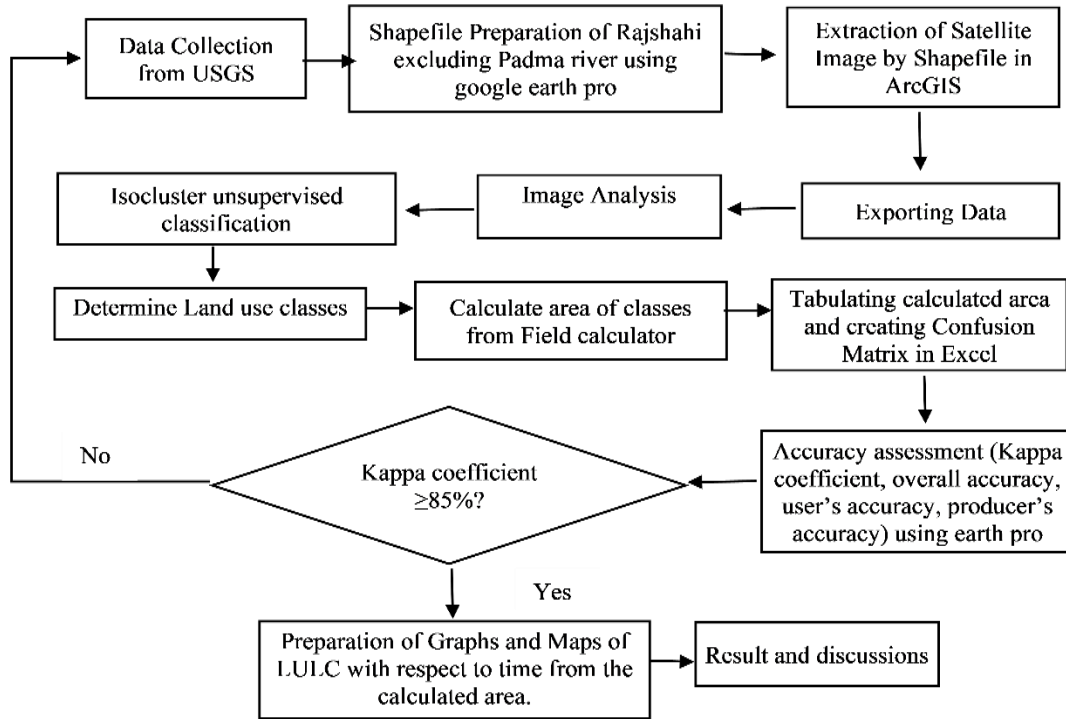 Data Collection
from USGS
Shapefile Preparation of Rajshahi
excluding Padma river using
google earth pro
Extraction of Satellite
Image by Shapefile in
ArcGIS
Isocluster unsupervised
classification
Image Analysis
Exporting Data
Determine Land use classes
Calculate area of classes
from Field calculator
Tabulating calculated area
and creating Confusion
Matrix in Excel
No
Kappa coefficient
≥85%?
Accuracy assessment (Kappa
coefficient, overall accuracy,
user's accuracy, producer's
accuracy) using earth pro
Yes
Preparation of Graphs and Maps of
LULC with respect to time from the
calculated area.
Result and discussions